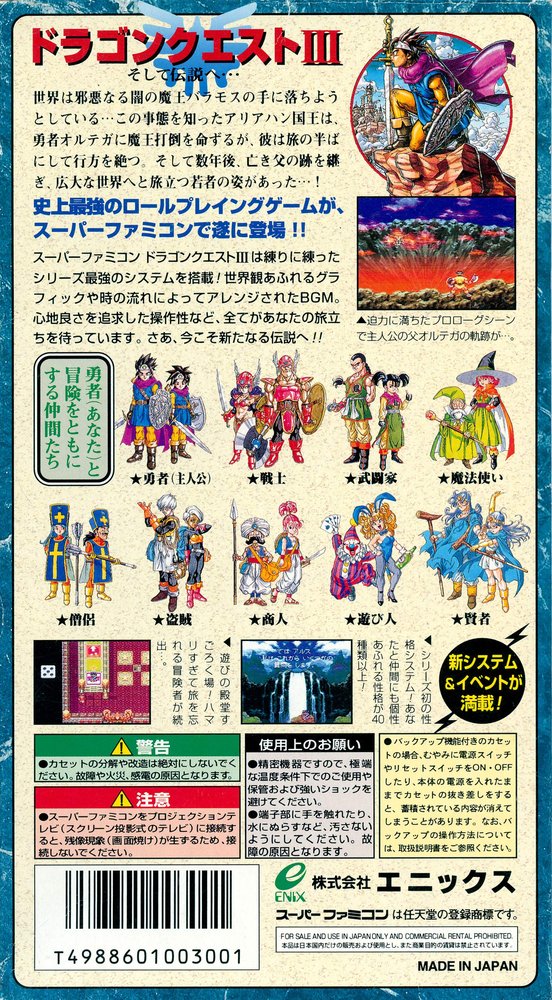 ドラゴンクエストIII
そして伝説へ…
世界は邪悪なる闇の魔王バラモスの手に落ちよう
としている…この事態を知ったアリアハン国王は、
勇者オルテガに魔王打倒を命ずるが、彼は旅の半ば
にして行方を絶つ。そして数年後、亡き父の跡を継
ぎ、広大な世界へと旅立つ若者の姿があった…!
史上最強のロールプレイングゲームが、
スーパーファミコンで遂に登場!!
スーパーファミコン ドラゴンクエストIIIは練りに練った
シリーズ最強のシステムを搭載!世界観あふれるグラ
フィックや時の流れによってアレンジされたBGM。
心地良さを追求した操作性など、全てがあなたの旅立
ちを待っています。さあ、今こそ新たなる伝説へ!!
▲迫力に満ちたプロローグシーン
で主人公の父オルテガの軌跡が…。
勇者(あなた)と
冒険をともに
する仲間たち
★勇者(主人公)
★戦士
★武闘家
★魔法使い
★僧侶
★盗賊
★商人
★遊び人
★賢者
▲遊びの殿堂す
ごろく場!ハマ
りすぎて旅を忘
れる冒険者が続
出…。
では アルス
▲シリーズ初の性
格システム!あな
たと仲間にも個性
あふれる性格が40
種類以上!
新システム
&イベントが
満載!
警告
●カセットの分解や改造は絶対にしないでく
ださい。故障や火災、感電の原因となります。
注意
●スーパーファミコンをプロジェクションテ
レビ(スクリーン投影式のテレビ)に接続す
ると、残像現象(画面焼け)が生ずるため、接
続しないでください。
使用上のお願い
●精密機器ですので、極端
な温度条件下でのご使用や
保管および強いショックを
避けてください。
●端子部に手を触れたり、
水にぬらすなど、汚さない
ようにしてください。故
障の原因となります。
●バックアップ機能付きのカセッ
トの場合、むやみに電源スイッチ
やリセットスイッチをON・OFF
したり、本体の電源を入れたま
までカセットの抜き差しをする
と、蓄積されている内容が消えて
しまうことがあります。なお、バ
ックアップの操作方法について
は、取扱説明書をご参照ください。
ENIX
株式会社 エニックス
スーパーファミコンは任天堂の登録商標です。
FOR SALE AND USE IN JAPAN ONLY AND COMMERCIAL RENTAL PROHIBITED.
本品は日本国内だけの販売および使用とし、また商業目的の賃貸は禁止されています。
T4988601003001
MADE IN JAPAN